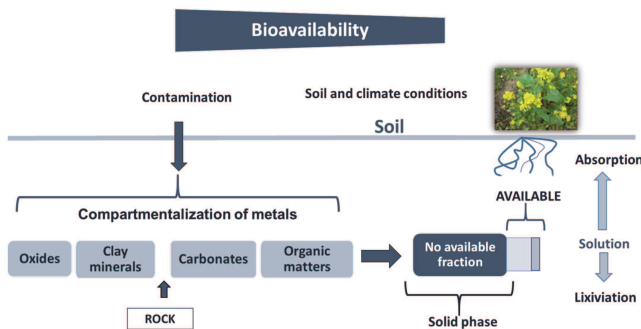 Bioavailability
Contamination
Soil and climate conditions
Soil
Absorption
AVAILABLE
Compartmentalization of metals
Oxides
Clay
minerals
Carbonates
Organic
matters
No available
fraction
Solution
ROCK
Solid phase
Lixiviation